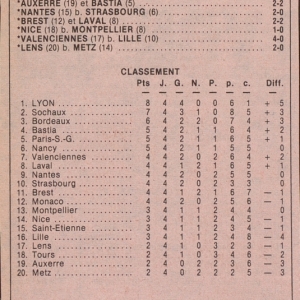 *AUXERRE (19) et BASTIA (5) ........ 2-2
*NANTES (15) b. STRASBOURG (6) ........ 2-0
*BREST (12) et LAVAL (8) ........ 2-2
*NICE (18) b. MONTPELLIER (8) ........ 1-0
*VALENCIENNES (17) b. LILLE (10) ........ 4-0
*LENS (20) b. METZ (14) ........ 2-0
CLASSEMENT
Pts J. G. N. P. p. c. Diff.
1. LYON ........ 8 4 4 0 0 6 1 + 5
2. Sochaux ........ 7 4 3 1 0 8 5 + 3
3. Bordeaux ........ 6 4 2 2 0 7 4 + 3
4. Bastia ........ 5 4 2 1 1 6 4 + 2
5. Paris-S.-G. ........ 5 4 2 1 1 6 5 + 1
6. Nancy ........ 5 4 2 1 1 5 5
7. Valenciennes ........ 4 4 2 0 2 6 4 + 2
8. Laval ........ 4 4 1 2 1 6 5 + 1
9. Nantes ........ 4 4 2 0 2 5 5
10. Strasbourg ........ 4 4 2 0 2 3 3
11. Brest ........ 4 4 1 2 1 6 7 — 1
12. Monaco ........ 4 4 2 0 2 5 6 — 1
13. Montpellier ........ 3 4 1 1 2 4 4
14. Nice ........ 3 4 1 1 2 4 5 — 1
15. Saint-Etienne ........ 3 4 1 1 2 2 4 — 2
16. Lille ........ 3 4 1 1 2 4 8 — 4
17. Lens ........ 2 4 1 0 3 2 3 — 1
18. Tours ........ 2 4 0 2 2 1 3 — 2
19. Auxerre ........ 2 4 0 2 2 3 6 — 3
20. Metz ........ 2 4 0 2 2 2 5 — 3